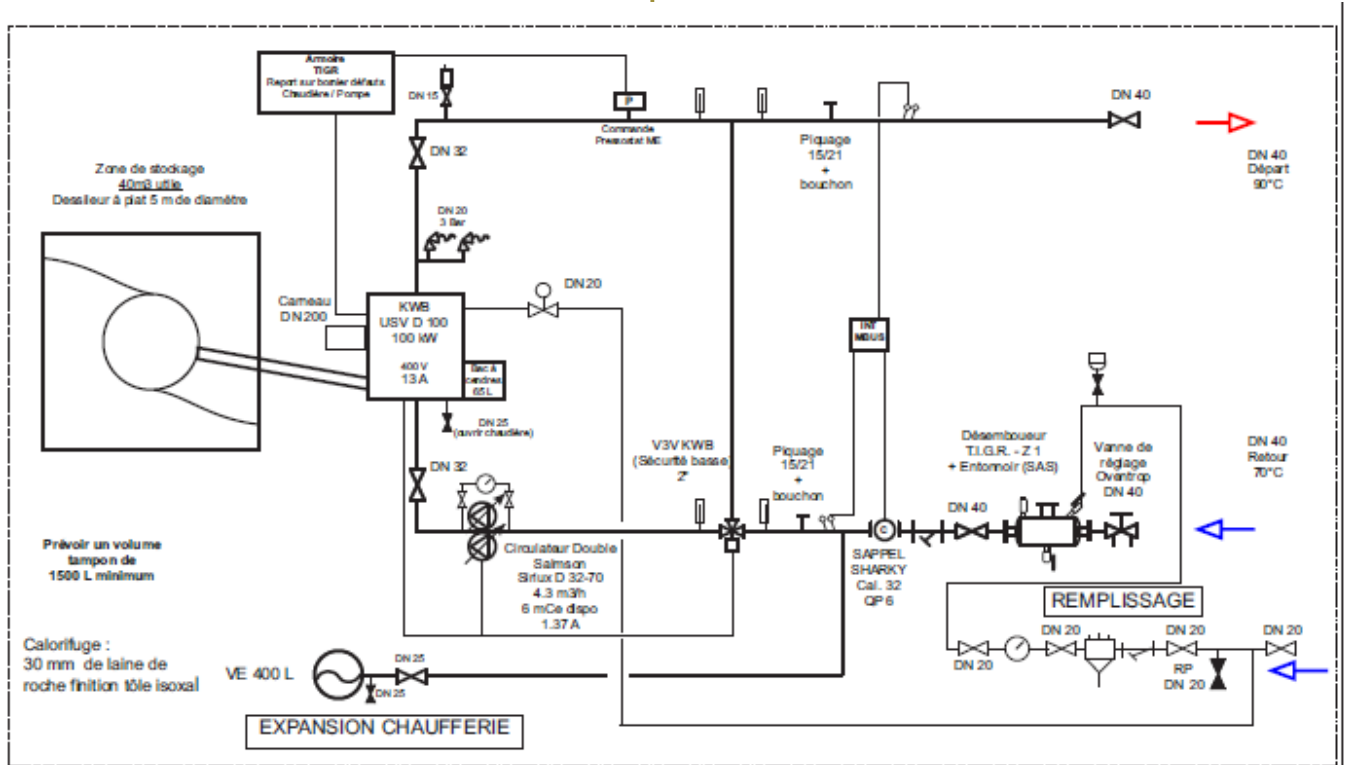 Armoire
TIGR
Report sur bornier défauts
Chaudière / Pompe
DN 15
P
Commande
Pressostat ME
DN 40
DN 32
Piquage
15/21
+
bouchon
DN 40
Départ
90°C
Zone de stockage
40m3 utile
Dessileur à plat 5 m de diamètre
DN 20
3 Bar
DN 20
Carneau
DN 200
KWB
USV D 100
100 kW
400 V
13 A
Bac à
cendres
65 L
INT
MBUS
DN 25
(ouvrir chaudière)
DN 32
V3V KWB
(Sécurité basse)
2"
Piquage
15/21
+
bouchon
Désemboueur
T.I.G.R. - Z 1
+ Entonnoir (SAS)
Vanne de
réglage
Oventrop
DN 40
DN 40
Retour
70°C
DN 40
C
Prévoir un volume
tampon de
1500 L minimum
Circulateur Double
Salmson
Siriux D 32-70
4.3 m3/h
6 mCe dispo
1.37 A
SAPPEL
SHARKY
Cal. 32
QP 6
REMPLISSAGE
DN 20
DN 20
DN 20
DN 20
RP
DN 20
Calorifuge :
30 mm de laine de
roche finition tôle isoxal
VE 400 L
DN 25
DN 25
EXPANSION CHAUFFERIE